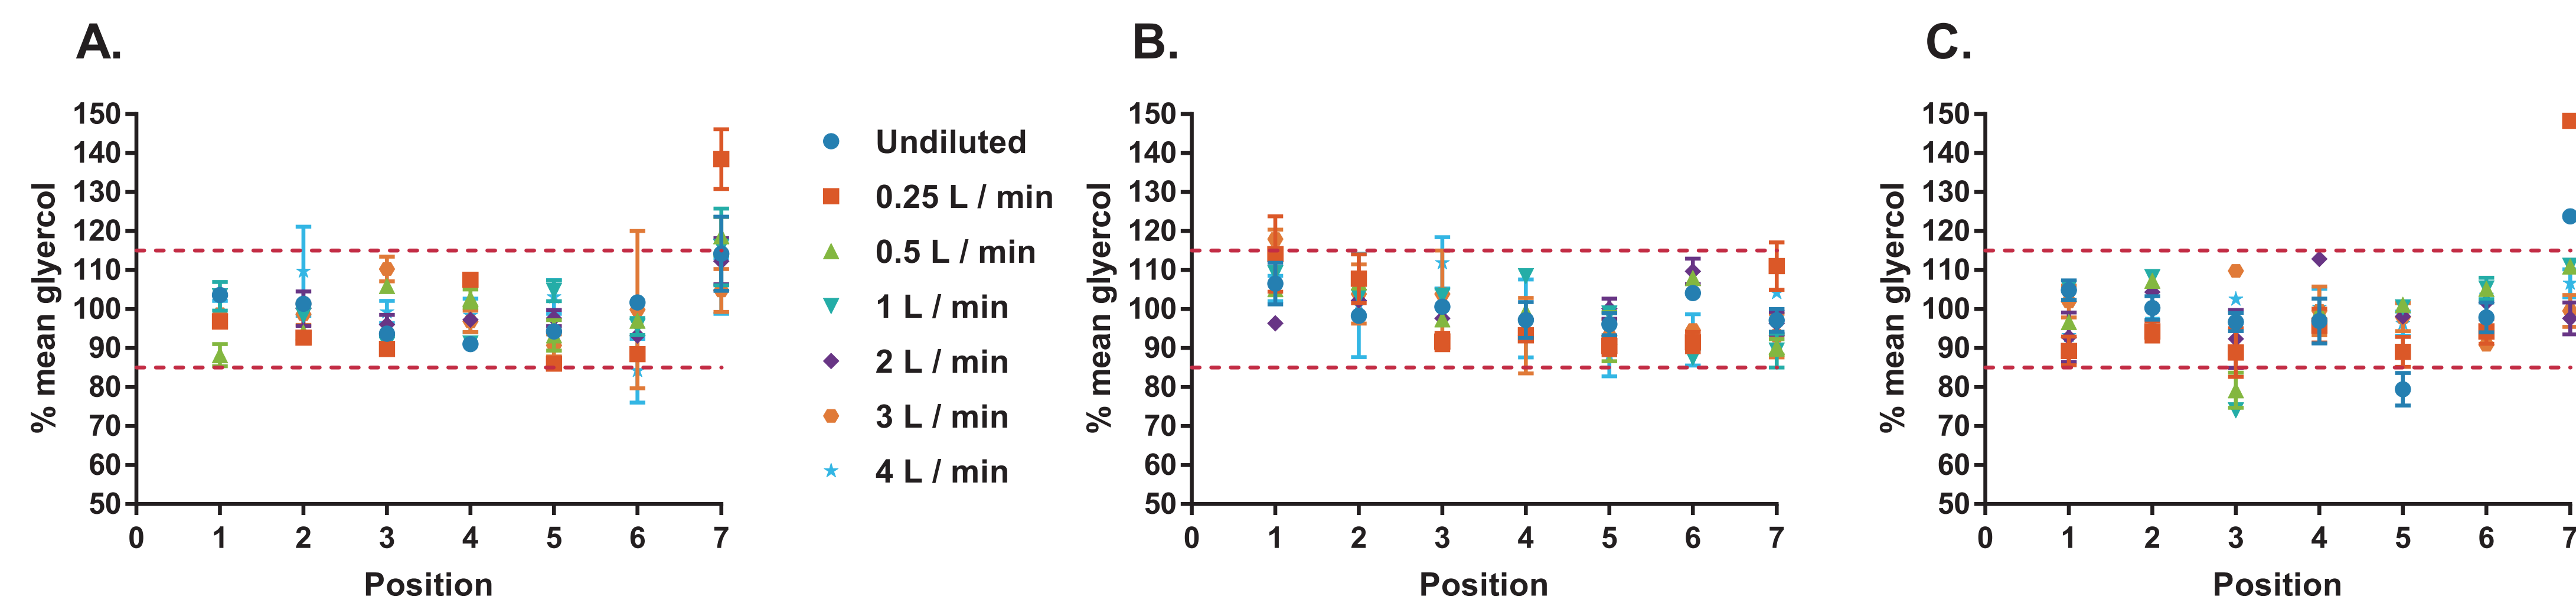 A.
B.
C.
% mean glyercol
150
140
130
120
110
100
90
80
70
60
50
0 1 2 3 4 5 6 7
Position
Undiluted
0.25 L / min
0.5 L / min
1 L / min
2 L / min
3 L / min
4 L / min
% mean glyercol
150
140
130
120
110
100
90
80
70
60
50
0 1 2 3 4 5 6 7
Position
% mean glyercol
150
140
130
120
110
100
90
80
70
60
50
0 1 2 3 4 5 6 7
Position